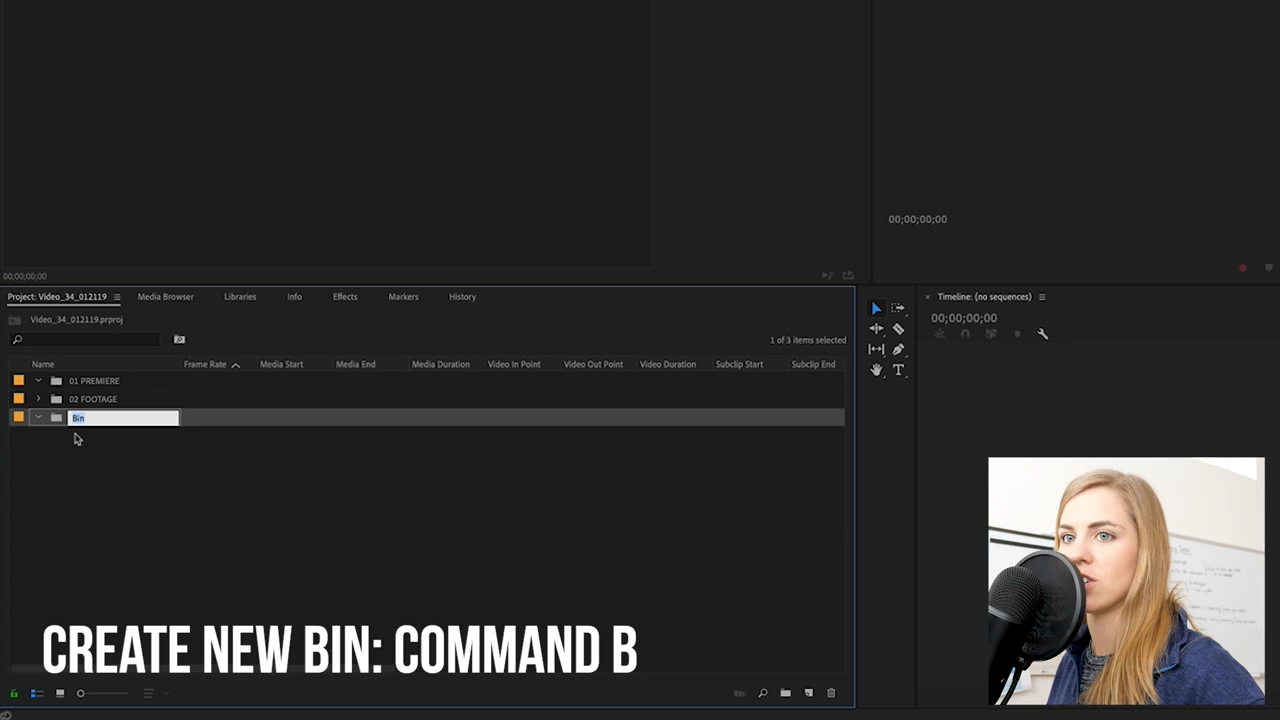 00;00;00;00
00;00;00;00
Project: Video_34_012119
Media Browser
Libraries
Info
Effects
Markers
History
Timeline: (no sequences)
Video_34_012119.prproj
00;00;00;00
1 of 3 items selected
Name
Frame Rate
Media Start
Media End
Media Duration
Video In Point
Video Out Point
Video Duration
Subclip Start
Subclip End
01 PREMIERE
02 FOOTAGE
Bin
CREATE NEW BIN: COMMAND B